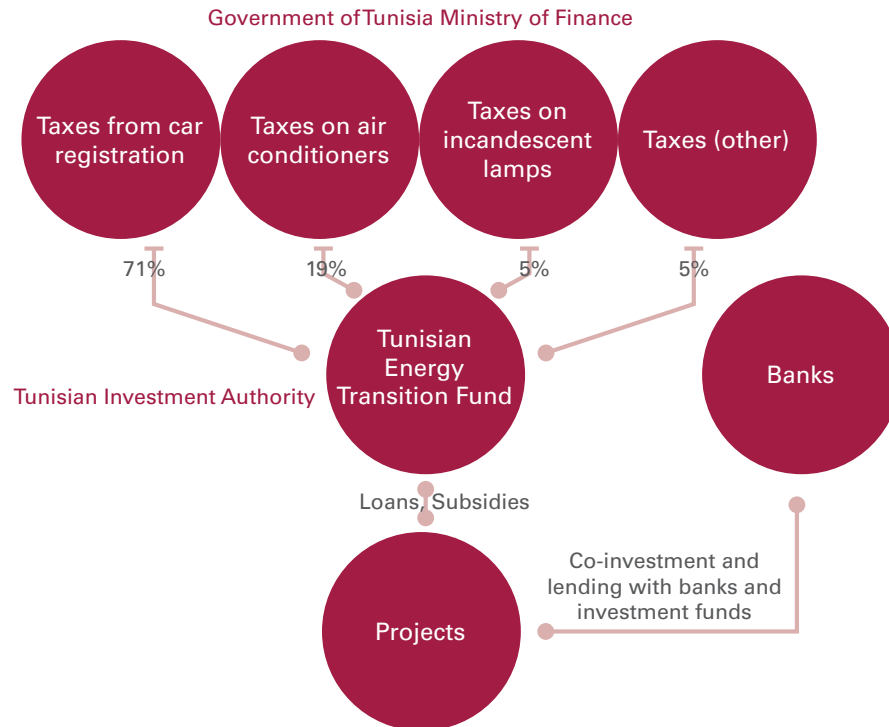 Government of Tunisia Ministry of Finance
Taxes from car
registration
Taxes on air
conditioners
Taxes on
incandescent
lamps
Taxes (other)
71%
19%
5%
5%
Tunisian
Energy
Transition Fund
Banks
Tunisian Investment Authority
Loans, Subsidies
Co-investment and
lending with banks and
investment funds
Projects